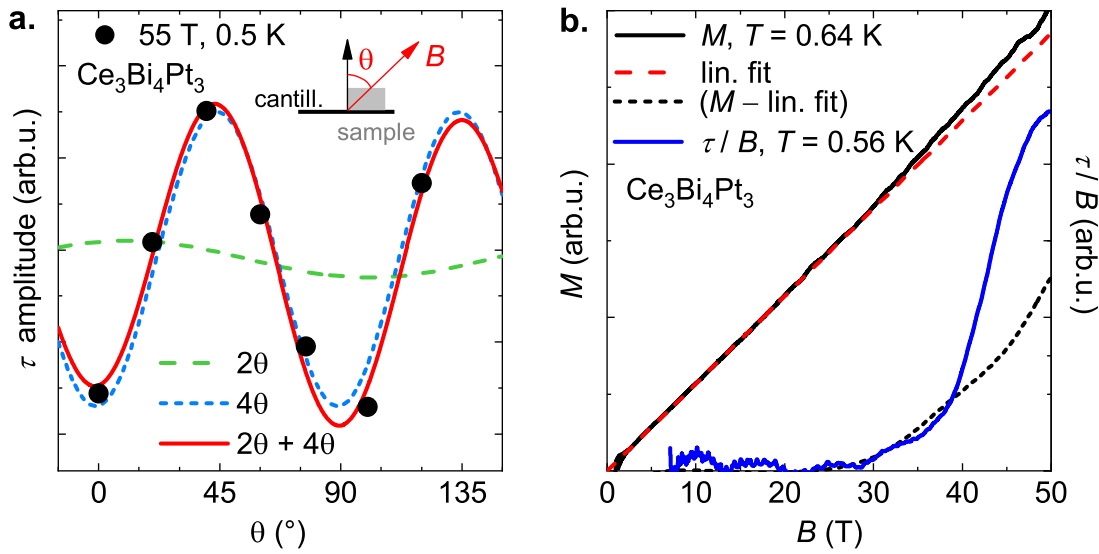 a.
55 T, 0.5 K
Ce₃Bi₄Pt₃
θ
B
cantill.
sample
τ amplitude (arb.u.)
2θ
4θ
2θ + 4θ
0 45 90 135
θ (°)
b.
M, T = 0.64 K
lin. fit
(M – lin. fit)
τ / B, T = 0.56 K
Ce₃Bi₄Pt₃
M (arb.u.)
τ / B (arb.u.)
0 10 20 30 40 50
B (T)